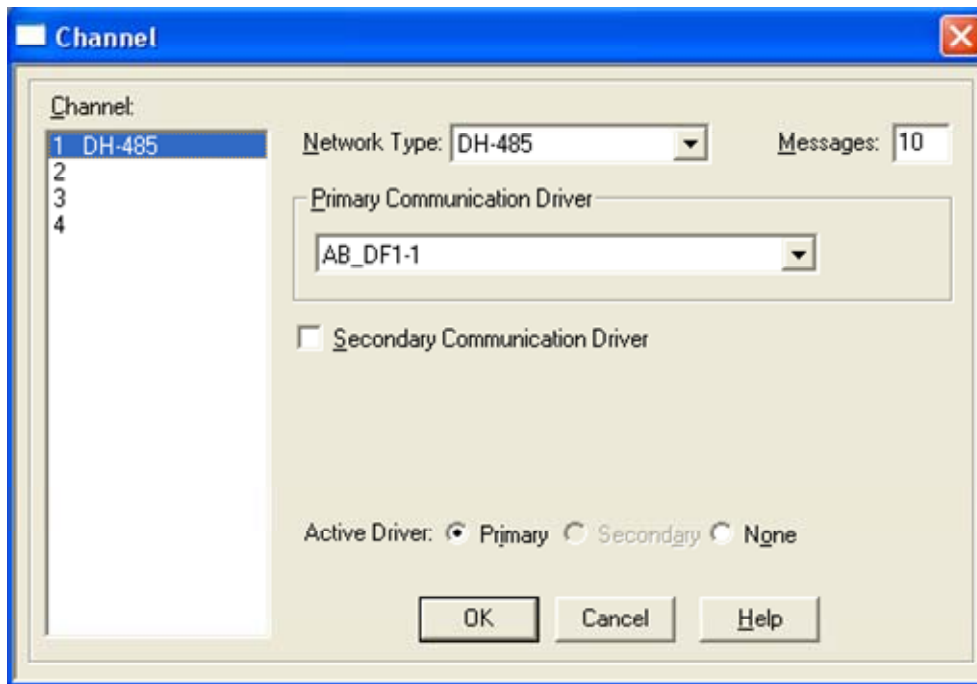 Channel
Channel:
1 DH-485
2
3
4
Network Type: DH-485
Messages: 10
Primary Communication Driver
AB_DF1-1
Secondary Communication Driver
Active Driver: Primary Secondary None
OK Cancel Help